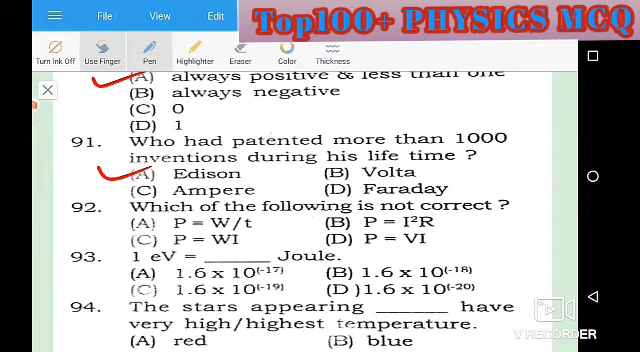 File View Edit
Top100+ PHYSICS MCQ
Turn Ink Off Use Finger Pen Highlighter Eraser Color Thickness
(A) always positive & less than one
(B) always negative
(C) 0
(D) 1
91. Who had patented more than 1000
inventions during his life time ?
(A) Edison (B) Volta
(C) Ampere (D) Faraday
92. Which of the following is not correct ?
(A) P = W/t (B) P = I²R
(C) P = WI (D) P = VI
93. 1 eV = ______ Joule.
(A) 1.6 x 10⁽⁻¹⁷⁾ (B) 1.6 x 10⁽⁻¹⁸⁾
(C) 1.6 x 10⁽⁻¹⁹⁾ (D )1.6 x 10⁽⁻²⁰⁾
94. The stars appearing ______ have
very high/highest temperature.
(A) red (B) blue
V RECORDER